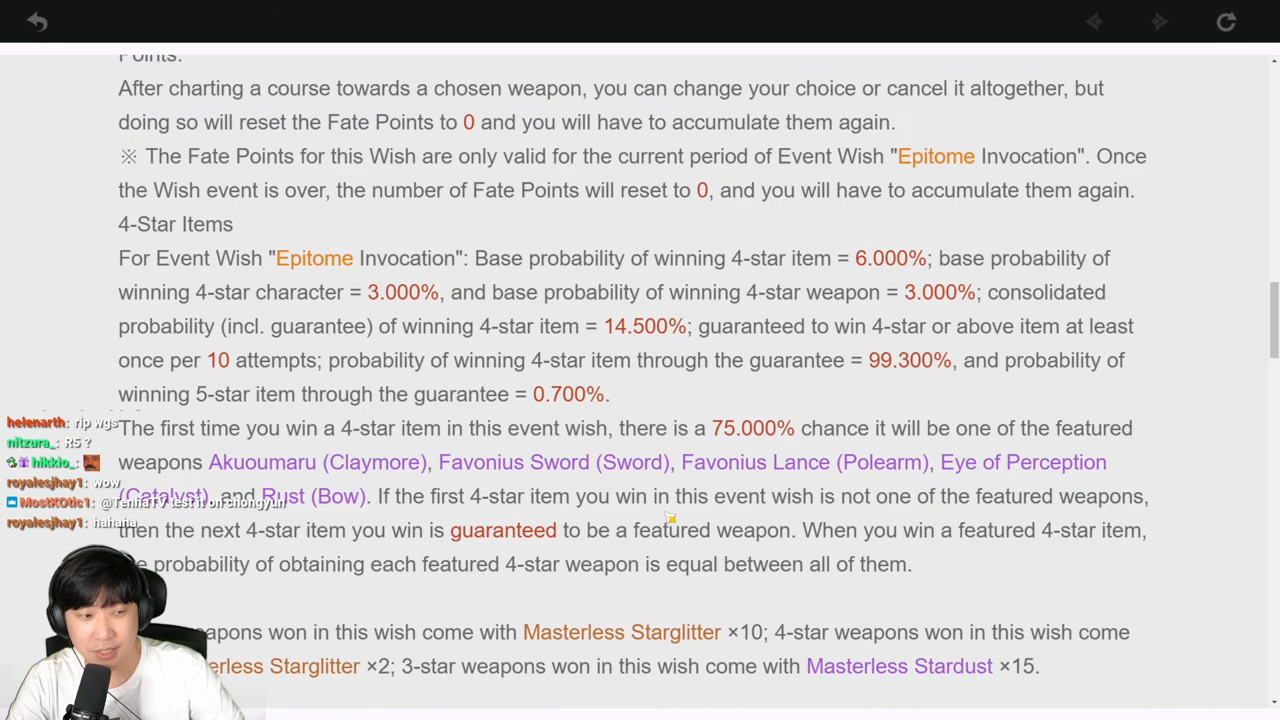 Points.
After charting a course towards a chosen weapon, you can change your choice or cancel it altogether, but
doing so will reset the Fate Points to 0 and you will have to accumulate them again.
※ The Fate Points for this Wish are only valid for the current period of Event Wish "Epitome Invocation". Once
the Wish event is over, the number of Fate Points will reset to 0, and you will have to accumulate them again.
4-Star Items
For Event Wish "Epitome Invocation": Base probability of winning 4-star item = 6.000%; base probability of
winning 4-star character = 3.000%, and base probability of winning 4-star weapon = 3.000%; consolidated
probability (incl. guarantee) of winning 4-star item = 14.500%; guaranteed to win 4-star or above item at least
once per 10 attempts; probability of winning 4-star item through the guarantee = 99.300%, and probability of
winning 5-star item through the guarantee = 0.700%.
The first time you win a 4-star item in this event wish, there is a 75.000% chance it will be one of the featured
weapons Akuoumaru (Claymore), Favonius Sword (Sword), Favonius Lance (Polearm), Eye of Perception
(Catalyst), and Rust (Bow). If the first 4-star item you win in this event wish is not one of the featured weapons,
then the next 4-star item you win is guaranteed to be a featured weapon. When you win a featured 4-star item,
probability of obtaining each featured 4-star weapon is equal between all of them.
eapons won in this wish come with Masterless Starglitter ×10; 4-star weapons won in this wish come
erless Starglitter ×2; 3-star weapons won in this wish come with Masterless Stardust ×15.
helenarth: rip wgs
nitzura_: R5 ?
hikkio_:
royalesjhay1: wow
MostKOtic1: @TenhaTV test it on chongyun
royalesjhay1: hahaha